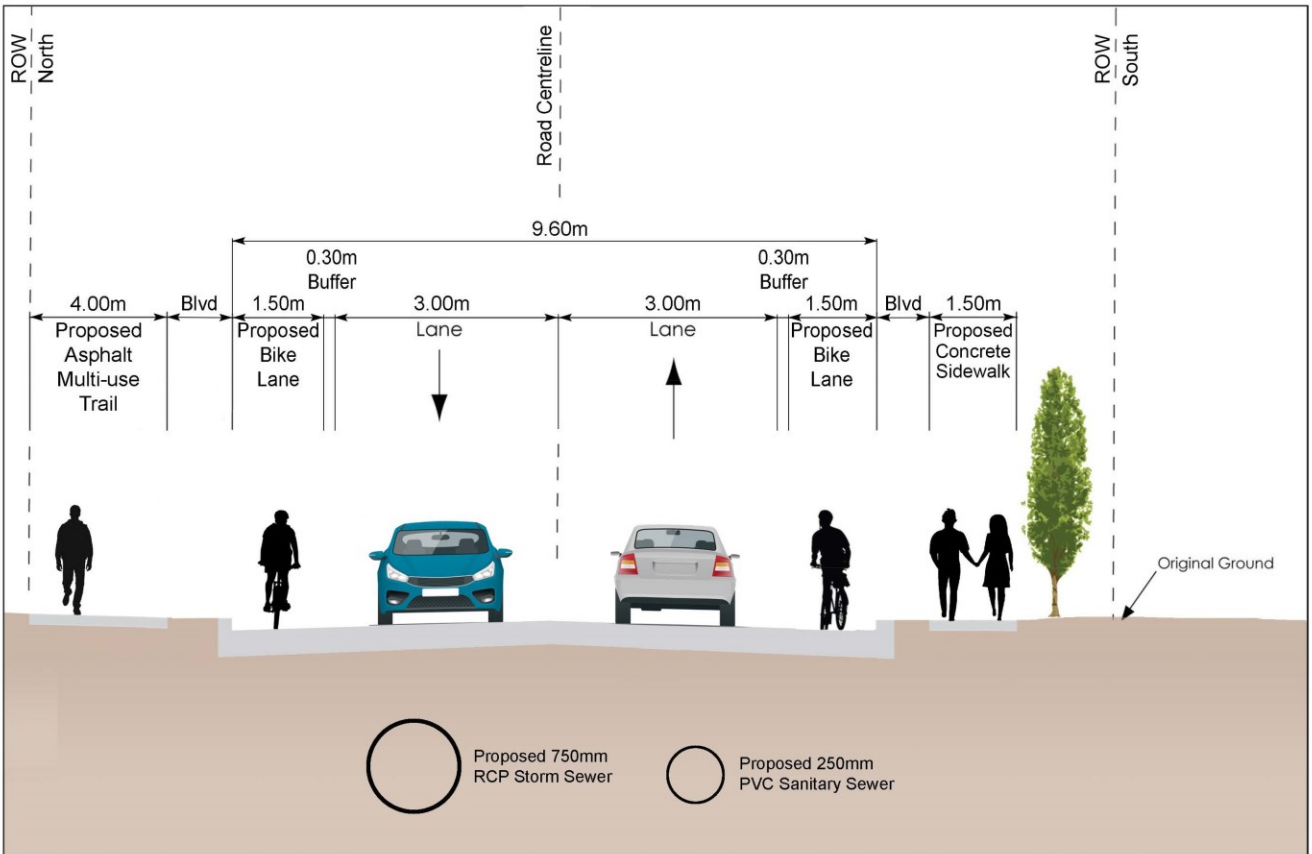 ROW
North
Road Centreline
ROW
South
9.60m
0.30m
Buffer
0.30m
Buffer
4.00m
Proposed
Asphalt
Multi-use
Trail
Blvd
1.50m
Proposed
Bike
Lane
3.00m
Lane
3.00m
Lane
1.50m
Proposed
Bike
Lane
Blvd
1.50m
Proposed
Concrete
Sidewalk
Original Ground
Proposed 750mm
RCP Storm Sewer
Proposed 250mm
PVC Sanitary Sewer